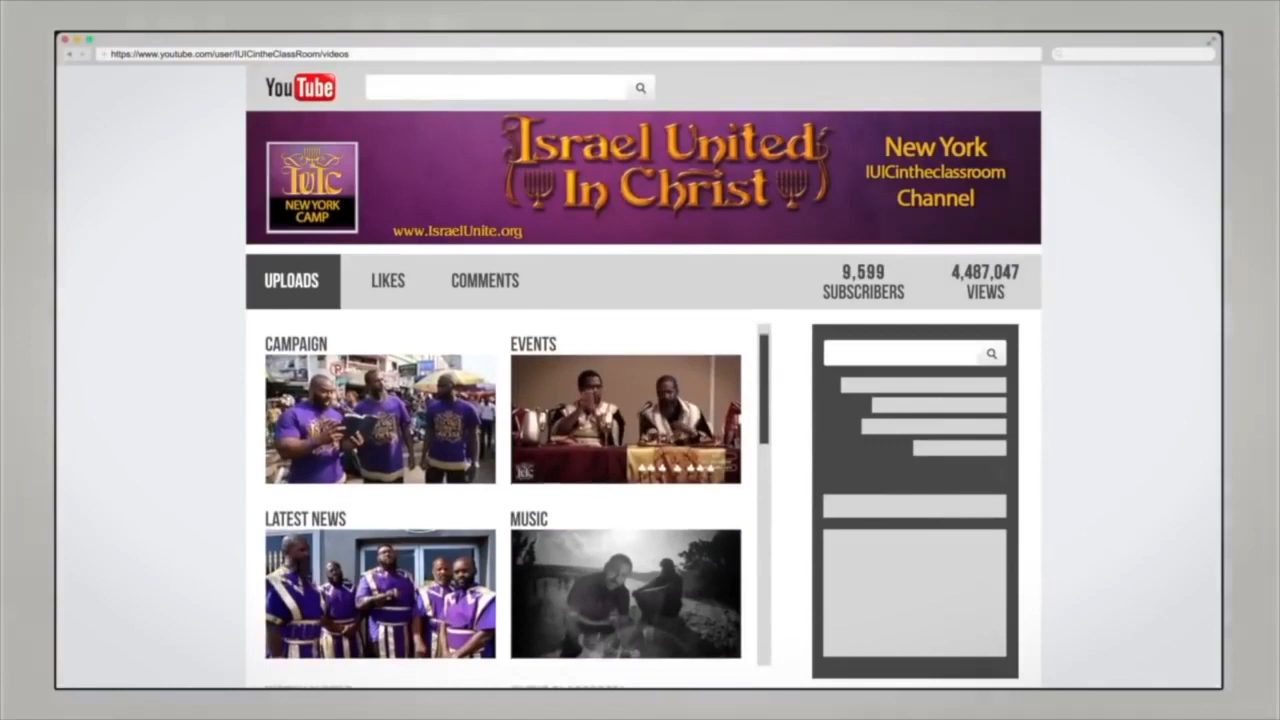 https://www.youtube.com/user/IUICintheClassRoom/videos
YouTube
Israel United
In Christ
IUIC
NEW YORK
CAMP
www.IsraelUnite.org
New York
IUICintheclassroom
Channel
UPLOADS
LIKES
COMMENTS
9,599
SUBSCRIBERS
4,487,047
VIEWS
CAMPAIGN
EVENTS
LATEST NEWS
MUSIC